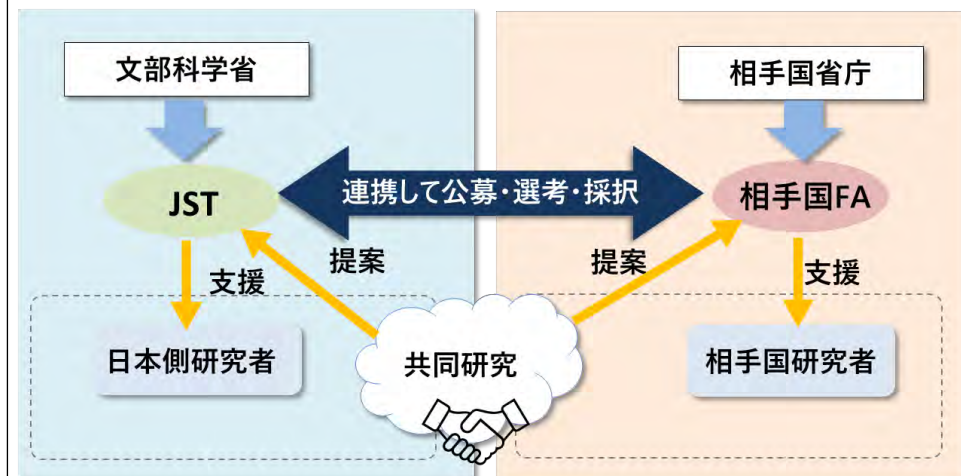 文部科学省
相手国省庁
JST
連携して公募・選考・採択
相手国FA
支援
提案
提案
支援
日本側研究者
共同研究
相手国研究者